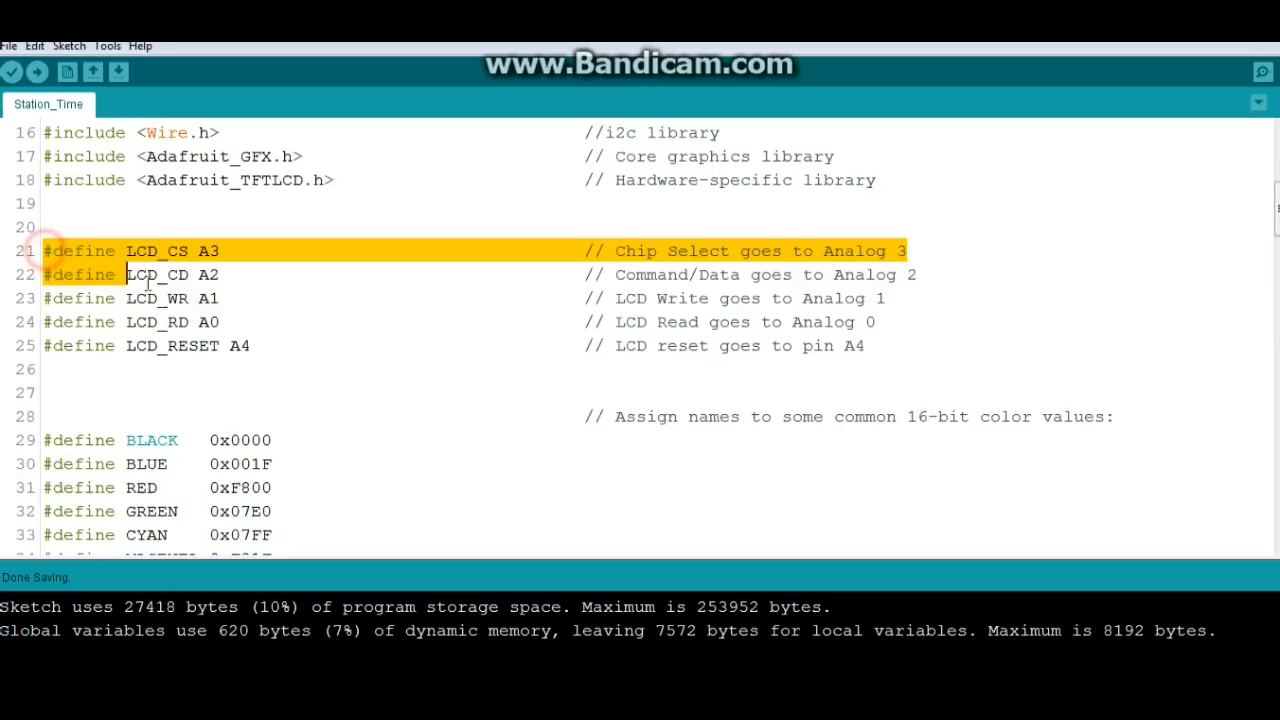 File Edit Sketch Tools Help
www.Bandicam.com
Station_Time
16 #include <Wire.h> //i2c library
17 #include <Adafruit_GFX.h> // Core graphics library
18 #include <Adafruit_TFTLCD.h> // Hardware-specific library
19
20
21 #define LCD_CS A3 // Chip Select goes to Analog 3
22 #define LCD_CD A2 // Command/Data goes to Analog 2
23 #define LCD_WR A1 // LCD Write goes to Analog 1
24 #define LCD_RD A0 // LCD Read goes to Analog 0
25 #define LCD_RESET A4 // LCD reset goes to pin A4
26
27
28 // Assign names to some common 16-bit color values:
29 #define BLACK 0x0000
30 #define BLUE 0x001F
31 #define RED 0xF800
32 #define GREEN 0x07E0
33 #define CYAN 0x07FF
Done Saving.
Sketch uses 27418 bytes (10%) of program storage space. Maximum is 253952 bytes.
Global variables use 620 bytes (7%) of dynamic memory, leaving 7572 bytes for local variables. Maximum is 8192 bytes.